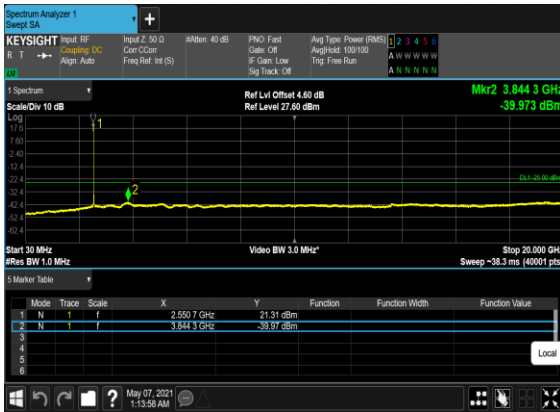 Spectrum Analyzer 1
Swept SA
+
KEYSIGHT
R T
LXI
Input: RF
Coupling: DC
Align: Auto
Input Z: 50 Ω
Corr CCorr
Freq Ref: Int (S)
#Atten: 40 dB
PNO: Fast
Gate: Off
IF Gain: Low
Sig Track: Off
Avg Type: Power (RMS)
Avg|Hold: 100/100
Trig: Free Run
1 2 3 4 5 6
A W W W W W
A N N N N N
1 Spectrum
Scale/Div 10 dB
Ref Lvl Offset 4.60 dB
Ref Level 27.60 dBm
Mkr2 3.844 3 GHz
-39.973 dBm
Log
17.6
7.60
-2.40
-12.4
-22.4
-32.4
-42.4
-52.4
-62.4
1
2
DL1 -25.00 dBm
Start 30 MHz
#Res BW 1.0 MHz
Video BW 3.0 MHz*
Stop 20.000 GHz
Sweep ~38.3 ms (40001 pts)
5 Marker Table
Mode Trace Scale X Y Function Function Width Function Value
1 N 1 f 2.550 7 GHz 21.31 dBm
2 N 1 f 3.844 3 GHz -39.97 dBm
3
4
5
6
Local
?
May 07, 2021
1:13:58 AM